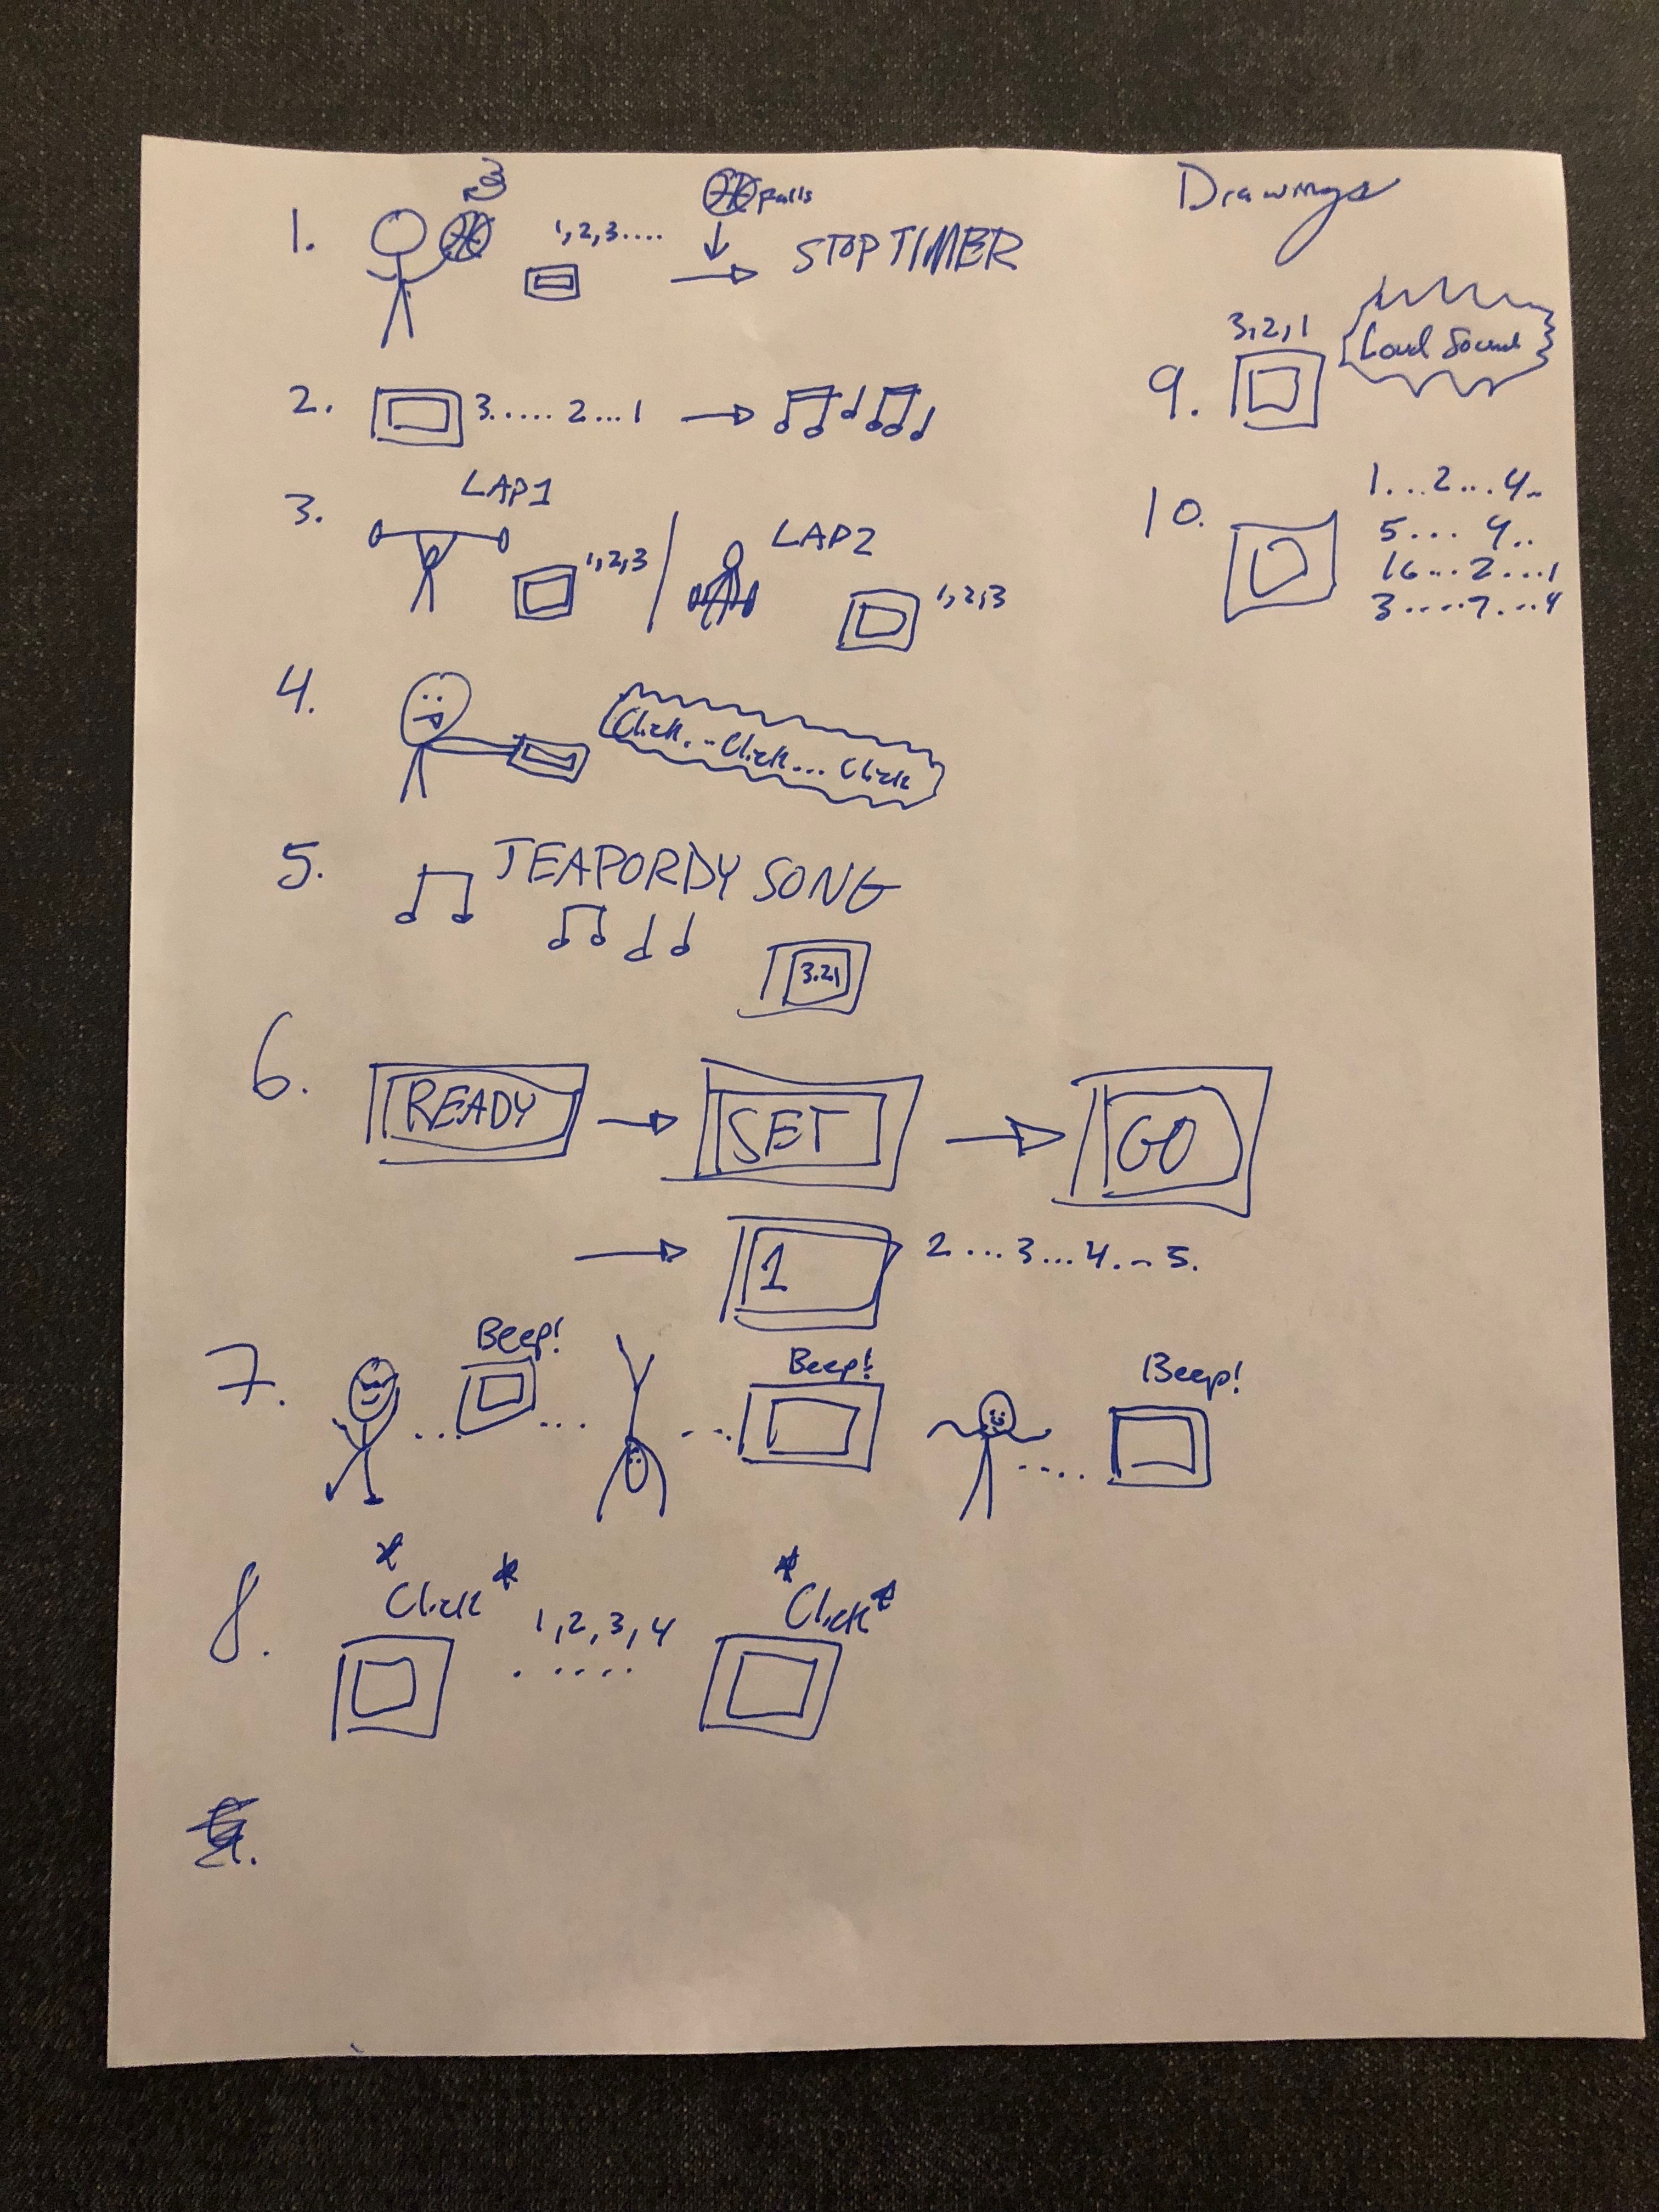 Drawings
1.
1,2,3....
falls
STOP TIMER
2.
3..... 2...1
3.
LAP1
1,2,3
LAP2
1,2,3
4.
Click...Click... Click
5.
JEAPORDY SONG
3.2.1
6.
READY
SET
GO
1
2....3...4...5.
7.
Beep!
Beep!
Beep!
8.
*Click*
1,2,3,4
.....
*Click*
9.
3,2,1
Loud Sound
10.
1...2...4..
5... 4..
16...2...1
3.....7...4